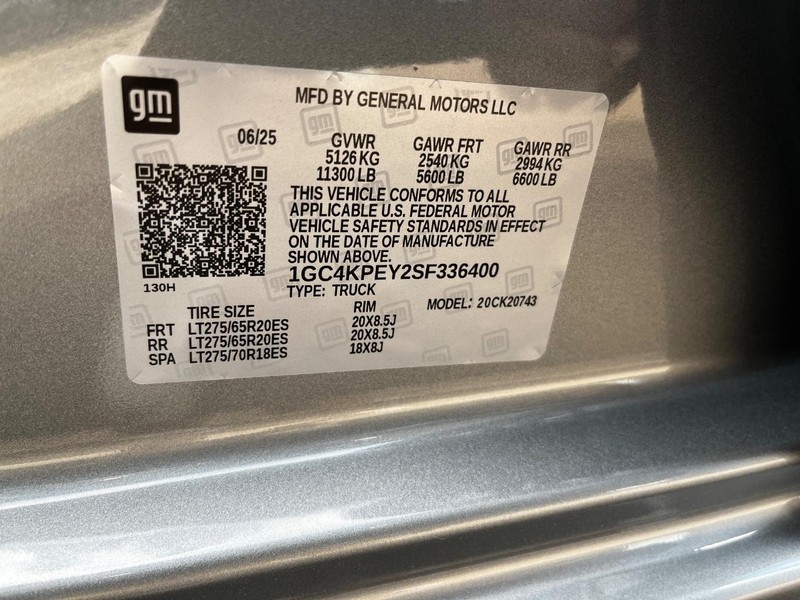 gm
MFD BY GENERAL MOTORS LLC
06/25 GVWR GAWR FRT GAWR RR
5126 KG 2540 KG 2994 KG
11300 LB 5600 LB 6600 LB
THIS VEHICLE CONFORMS TO ALL
APPLICABLE U.S. FEDERAL MOTOR
VEHICLE SAFETY STANDARDS IN EFFECT
ON THE DATE OF MANUFACTURE
SHOWN ABOVE.
1GC4KPEY2SF336400
130H
TYPE: TRUCK
MODEL: 20CK20743
TIRE SIZE RIM
FRT LT275/65R20ES 20X8.5J
RR LT275/65R20ES 20X8.5J
SPA LT275/70R18ES 18X8J